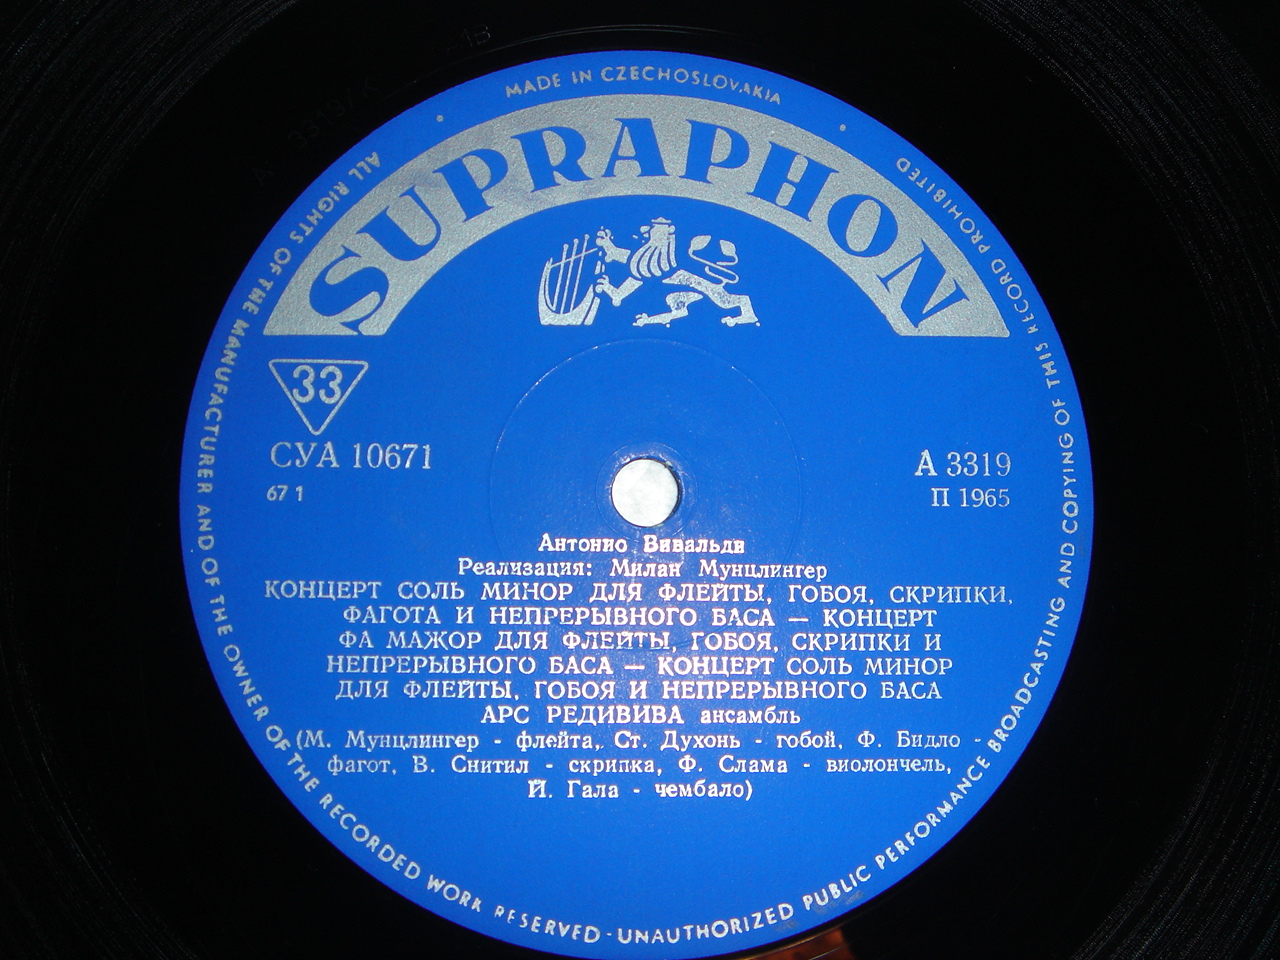 MADE IN CZECHOSLOVAKIA
SUPRAPHON
ALL RIGHTS OF THE MANUFACTURER AND OF THE OWNER OF THE RECORDED WORK RESERVED · UNAUTHORIZED PUBLIC PERFORMANCE BROADCASTING AND COPYING OF THIS RECORD PROHIBITED
33
СУА 10671
67 1
А 3319
П 1965
Антонио Вивальди
Реализация: Милан Мунцлингер
КОНЦЕРТ СОЛЬ МИНОР ДЛЯ ФЛЕЙТЫ, ГОБОЯ, СКРИПКИ,
ФАГОТА И НЕПРЕРЫВНОГО БАСА — КОНЦЕРТ
ФА МАЖОР ДЛЯ ФЛЕЙТЫ, ГОБОЯ, СКРИПКИ И
НЕПРЕРЫВНОГО БАСА — КОНЦЕРТ СОЛЬ МИНОР
ДЛЯ ФЛЕЙТЫ, ГОБОЯ И НЕПРЕРЫВНОГО БАСА
АРС РЕДИВИВА ансамбль
(М. Мунцлингер - флейта, Ст. Духонь - гобой, Ф. Бидло -
фагот, В. Снитил - скрипка, Ф. Слама - виолончель,
Й. Гала - чембало)